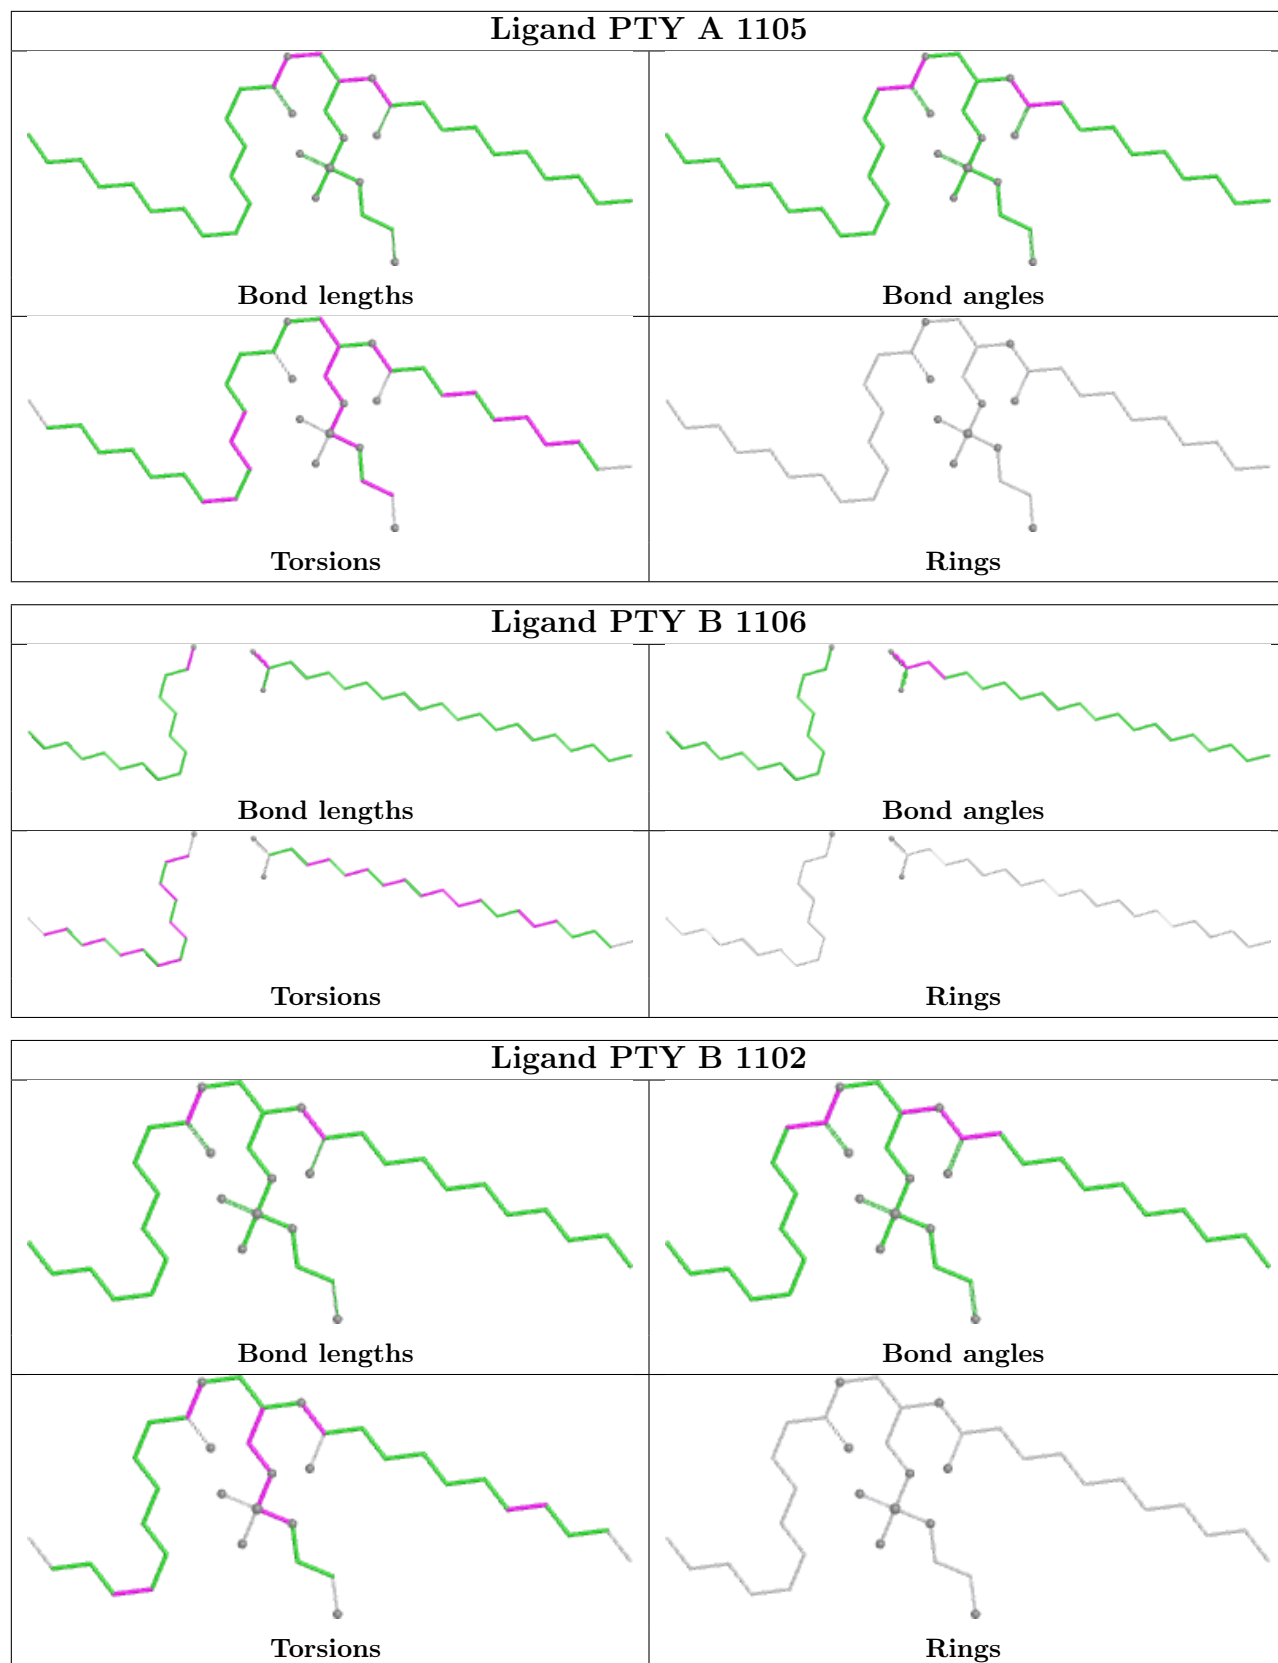 Ligand PTY A 1105
Bond lengths
Bond angles
Torsions
Rings
Ligand PTY B 1106
Bond lengths
Bond angles
Torsions
Rings
Ligand PTY B 1102
Bond lengths
Bond angles
Torsions
Rings